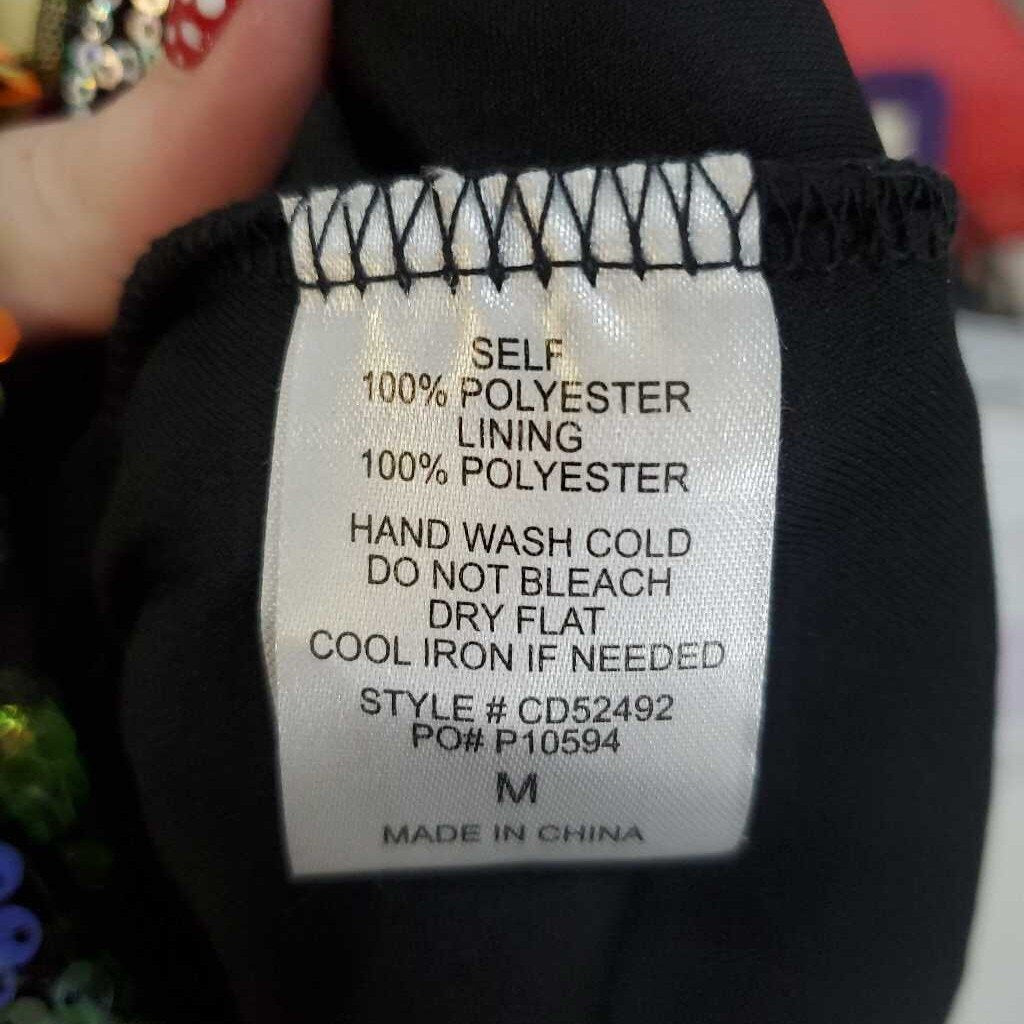 SELF
100% POLYESTER
LINING
100% POLYESTER
HAND WASH COLD
DO NOT BLEACH
DRY FLAT
COOL IRON IF NEEDED
STYLE # CD52492
PO# P10594
M
MADE IN CHINA